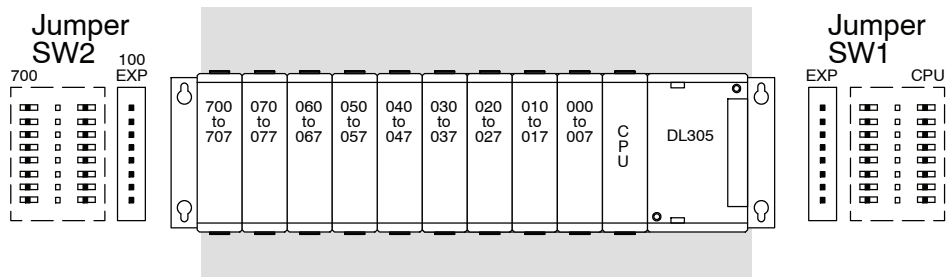 Jumper
SW2
700
100
EXP
700
to
707
070
to
077
060
to
067
050
to
057
040
to
047
030
to
037
020
to
027
010
to
017
000
to
007
C
P
U
DL305
Jumper
SW1
EXP
CPU